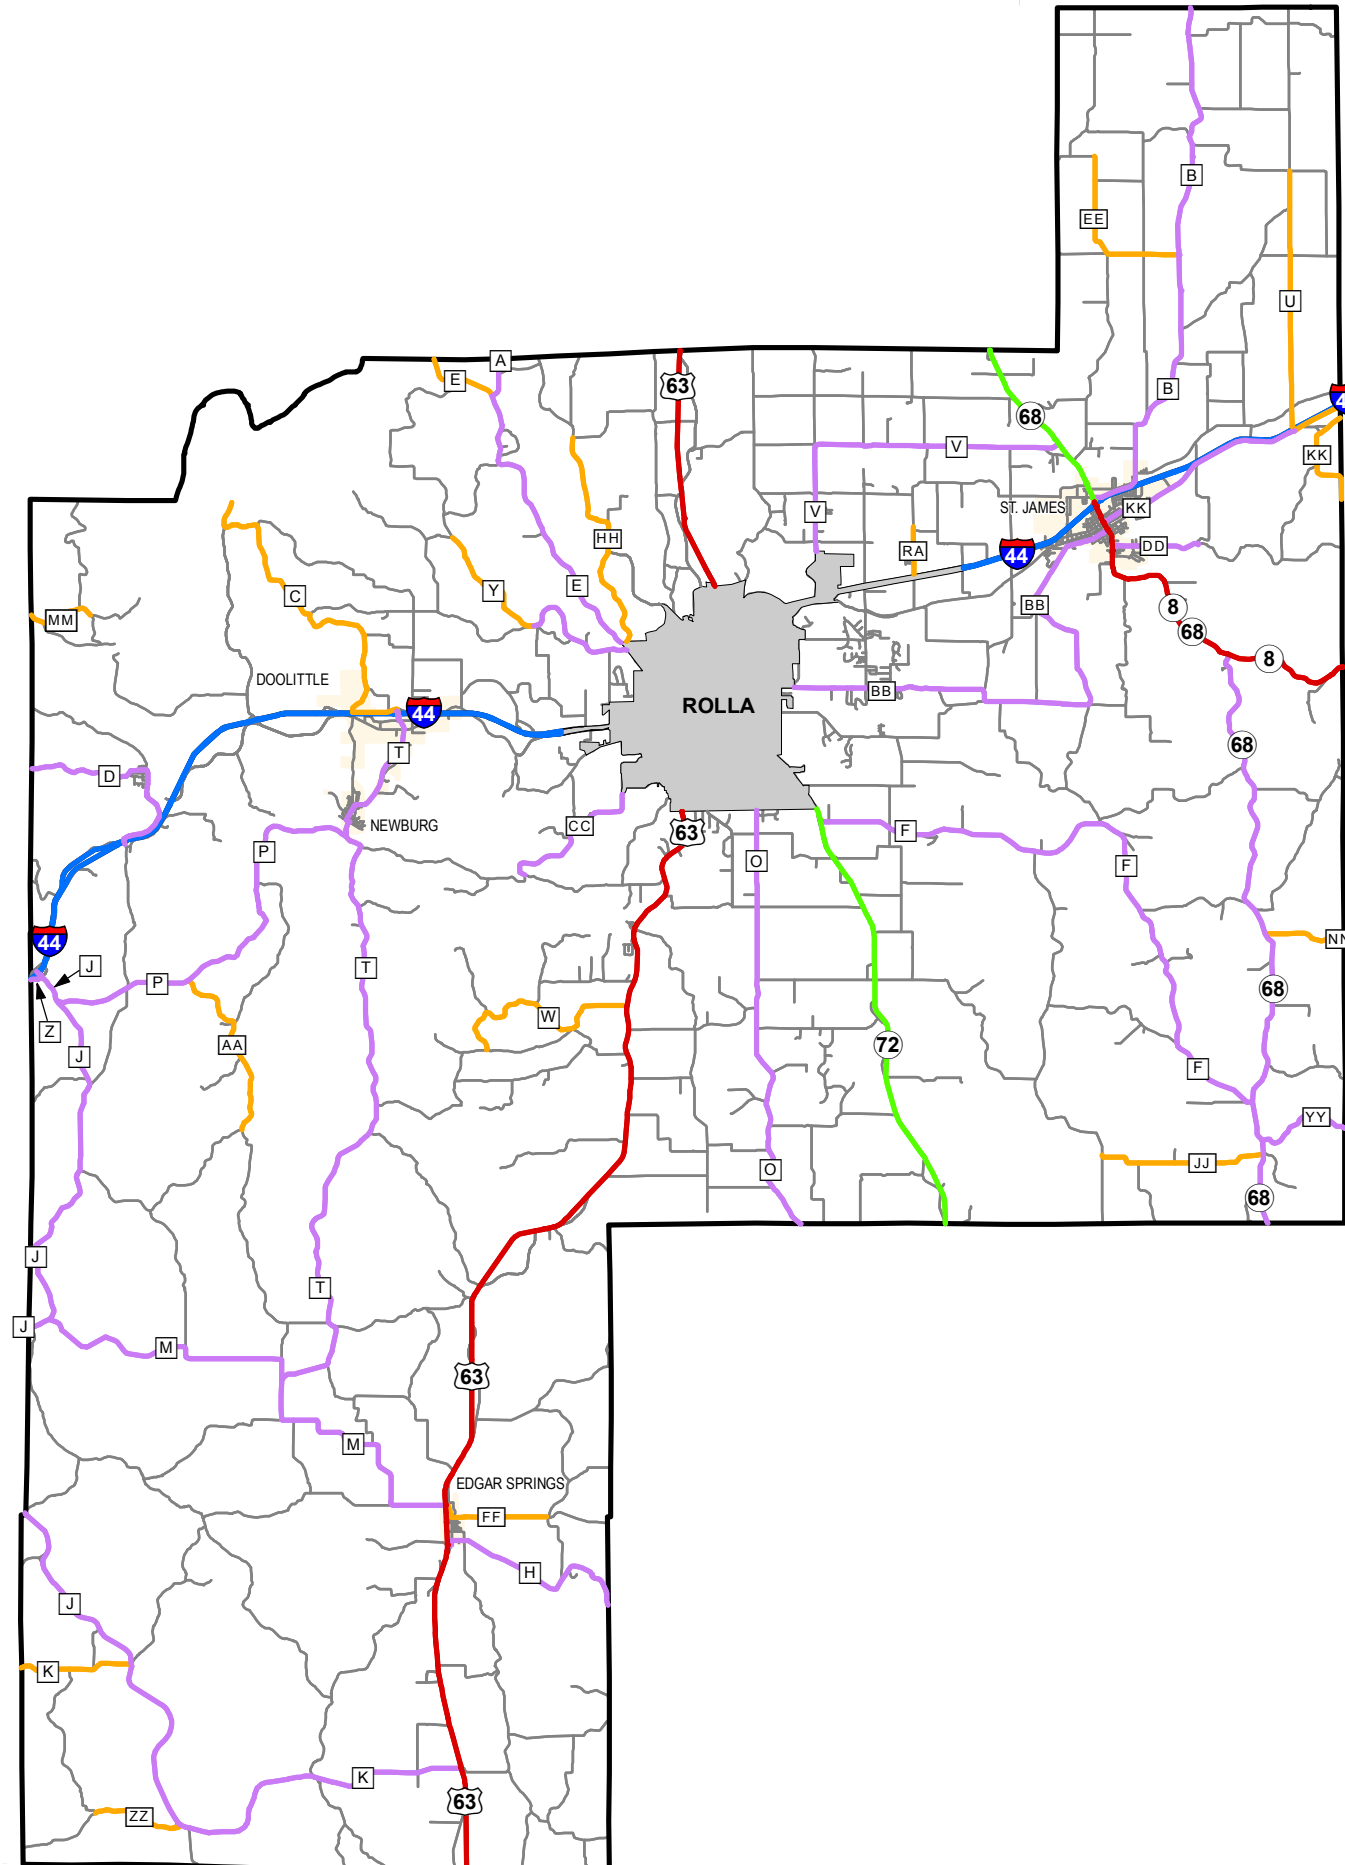 B
EE
U
A
E
63
68
B
44
V
KK
ST. JAMES
KK
V
HH
RA
44
DD
Y
E
C
BB
8
MM
68
8
DOOLITTLE
BB
ROLLA
44
68
T
D
NEWBURG
CC
63
F
P
O
F
44
NN
J
T
P
68
W
Z
AA
72
J
F
YY
O
JJ
68
J
T
J
M
63
M
EDGAR SPRINGS
FF
H
J
K
K
63
ZZ